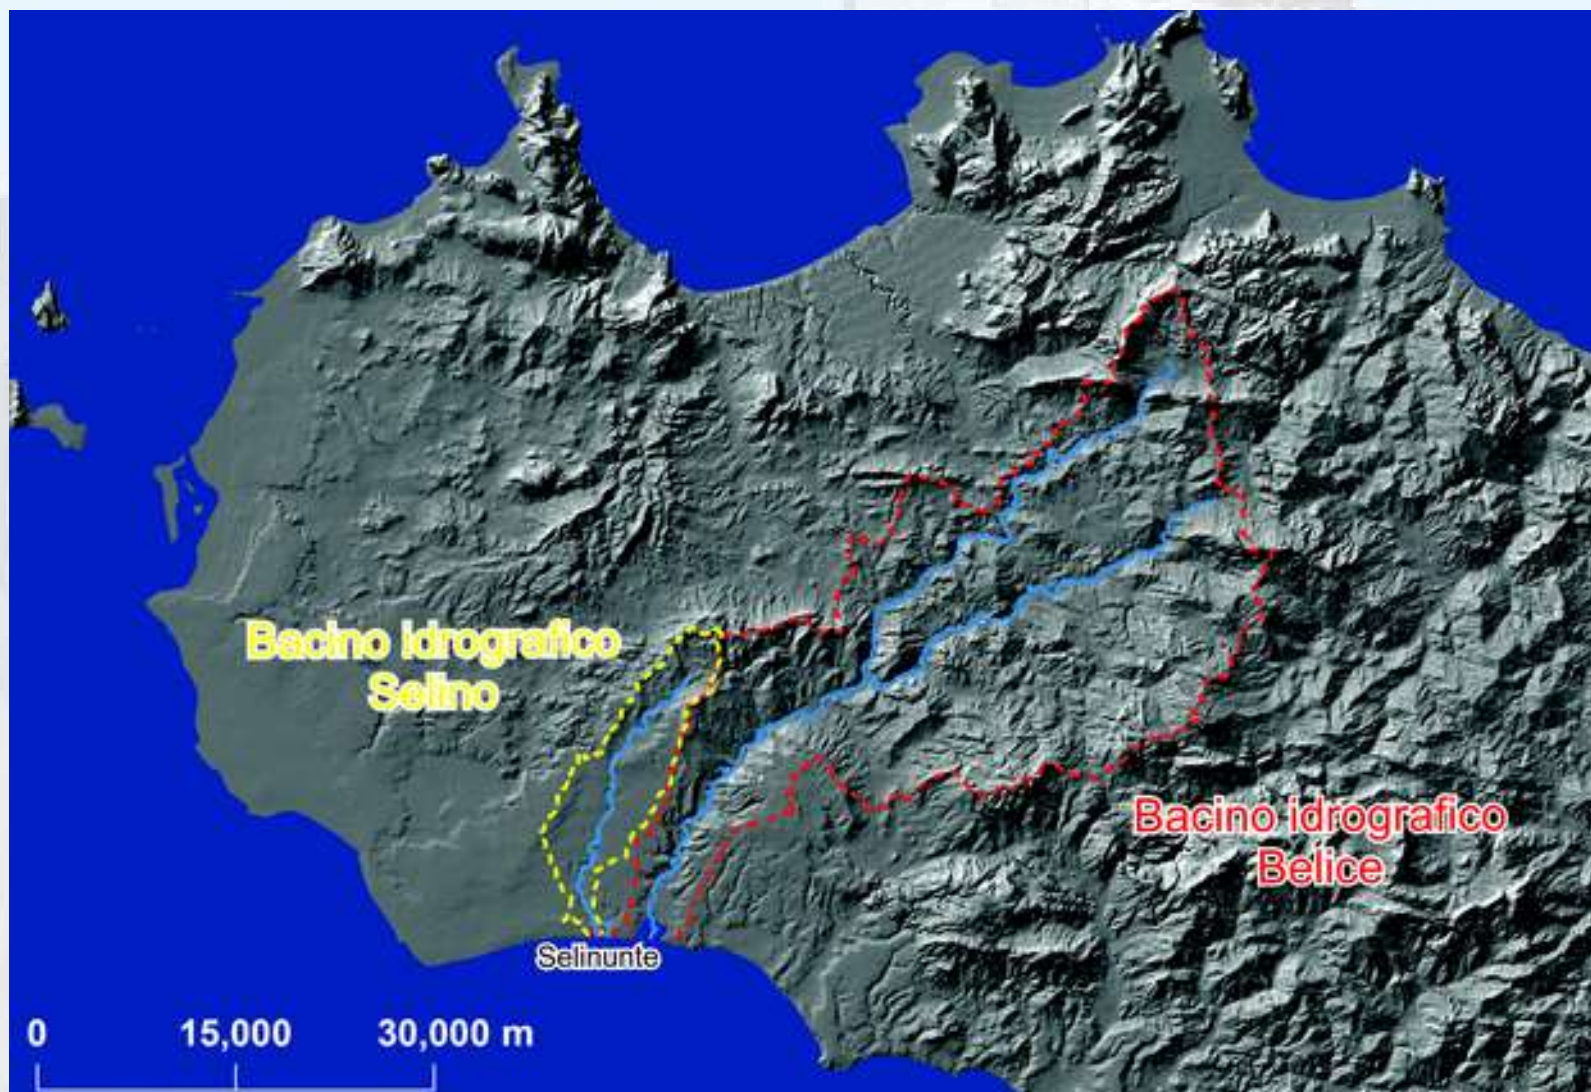 Bacino idrografico
Selino
Bacino idrografico
Belice
Selinunte
0 15,000 30,000 m